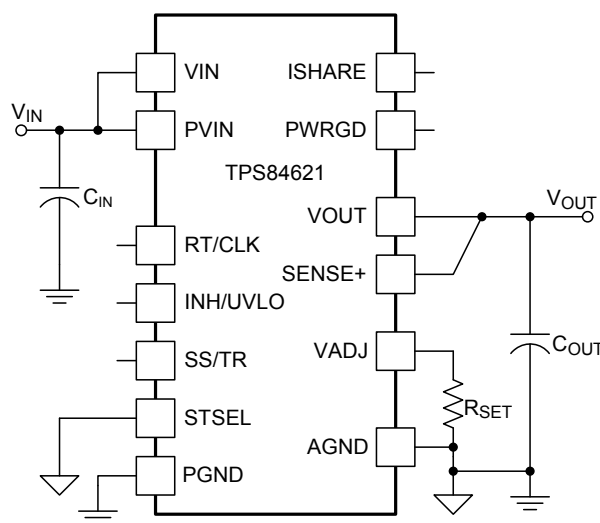 VIN
ISHARE
VIN
PVIN
PWRGD
TPS84621
CIN
VOUT
VOUT
RT/CLK
SENSE+
INH/UVLO
VADJ
COUT
SS/TR
RSET
STSEL
AGND
PGND